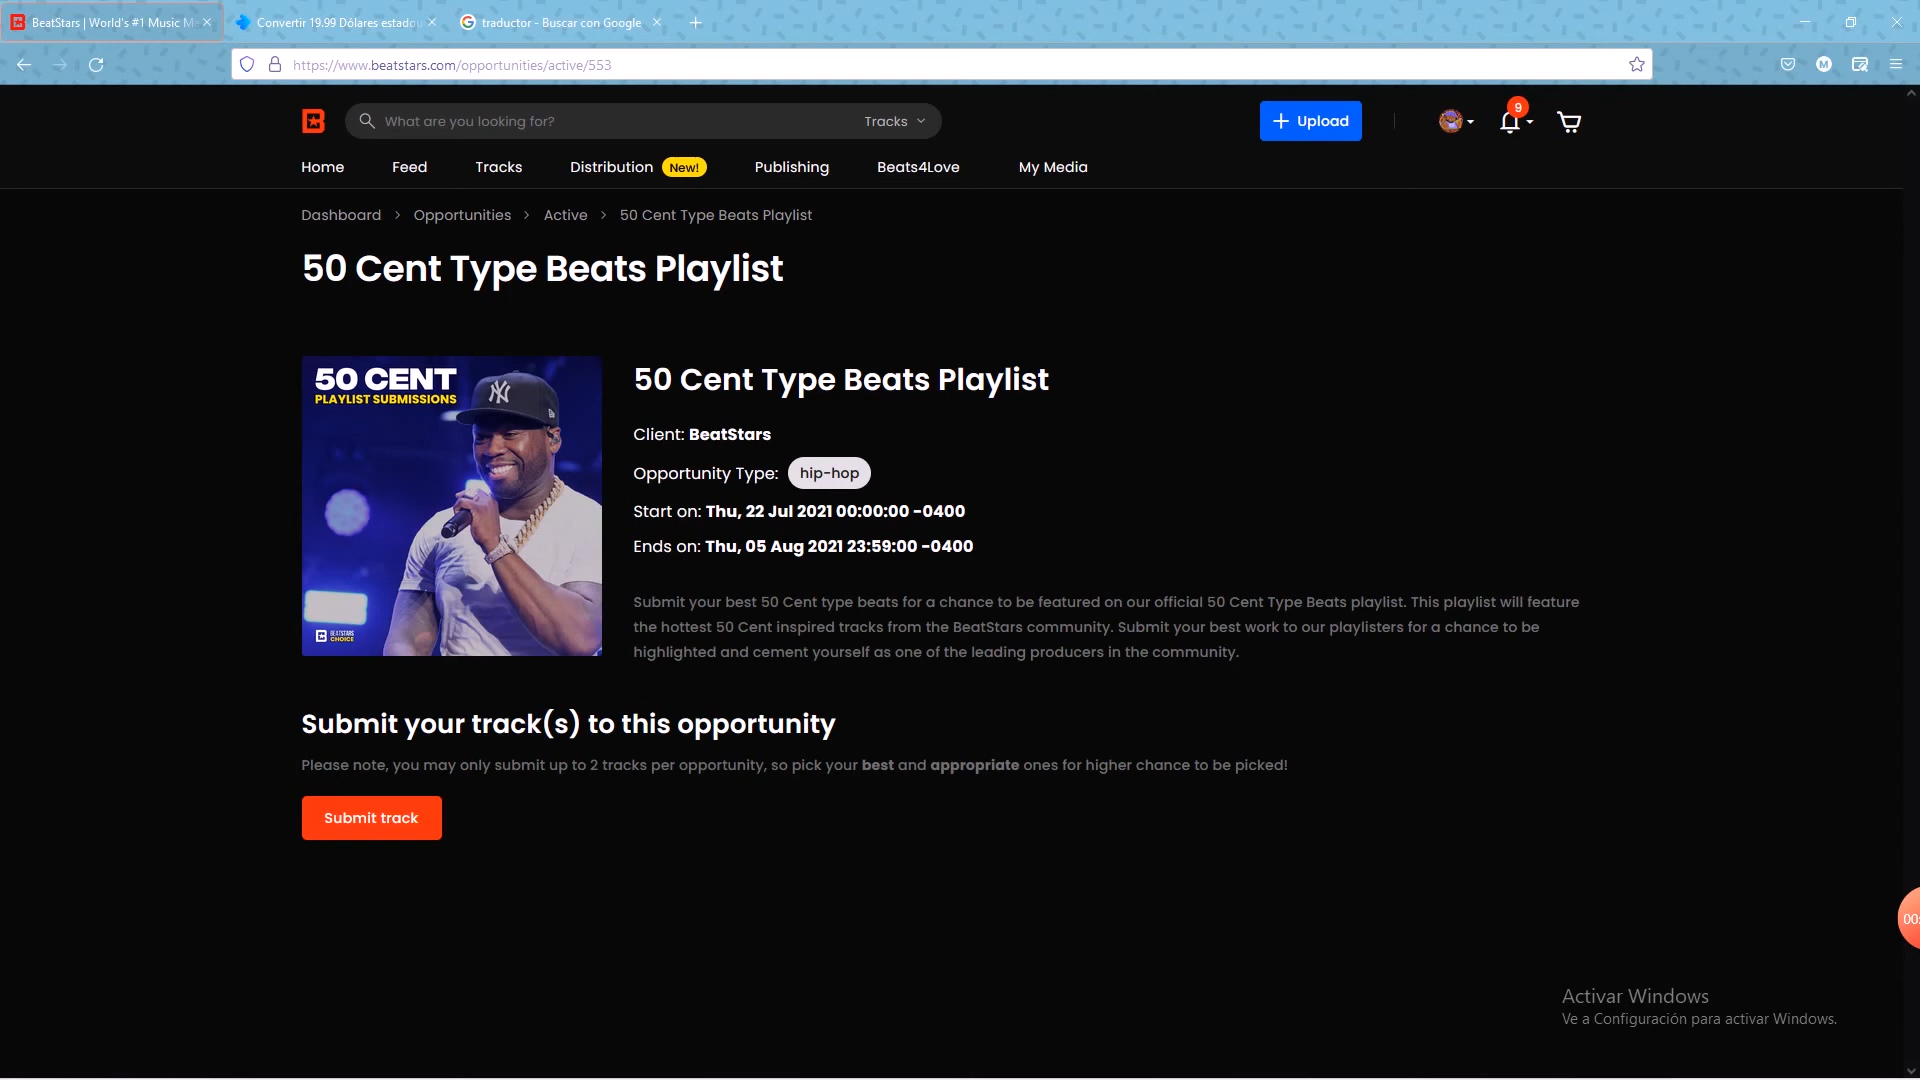 BeatStars | World's #1 Music M
Convertir 19.99 Dólares estadou
traductor - Buscar con Google
https://www.beatstars.com/opportunities/active/553
M
What are you looking for?
Tracks
Upload
9
Home
Feed
Tracks
Distribution
New!
Publishing
Beats4Love
My Media
Dashboard > Opportunities > Active > 50 Cent Type Beats Playlist
50 Cent Type Beats Playlist
50 CENT
PLAYLIST SUBMISSIONS
NY
BEATSTARS
CHOICE
50 Cent Type Beats Playlist
Client: BeatStars
Opportunity Type: hip-hop
Start on: Thu, 22 Jul 2021 00:00:00 -0400
Ends on: Thu, 05 Aug 2021 23:59:00 -0400
Submit your best 50 Cent type beats for a chance to be featured on our official 50 Cent Type Beats playlist. This playlist will feature
the hottest 50 Cent inspired tracks from the BeatStars community. Submit your best work to our playlisters for a chance to be
highlighted and cement yourself as one of the leading producers in the community.
Submit your track(s) to this opportunity
Please note, you may only submit up to 2 tracks per opportunity, so pick your best and appropriate ones for higher chance to be picked!
Submit track
00:
Activar Windows
Ve a Configuración para activar Windows.